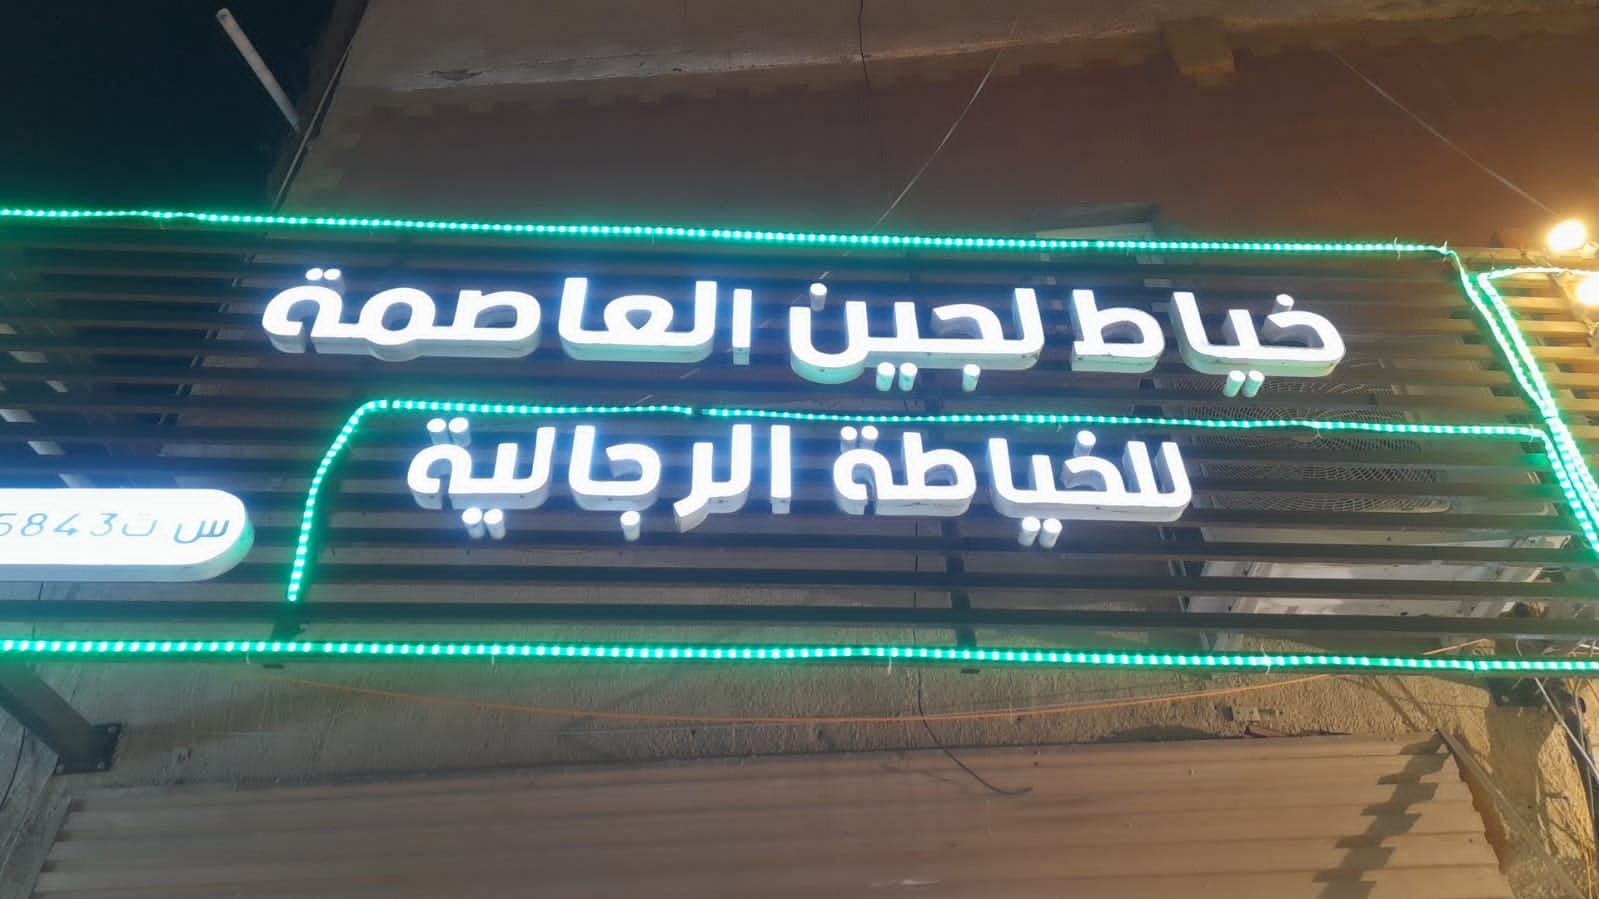 خياط لجين العاصمة
للخياطة الرجالية
س ت 5843